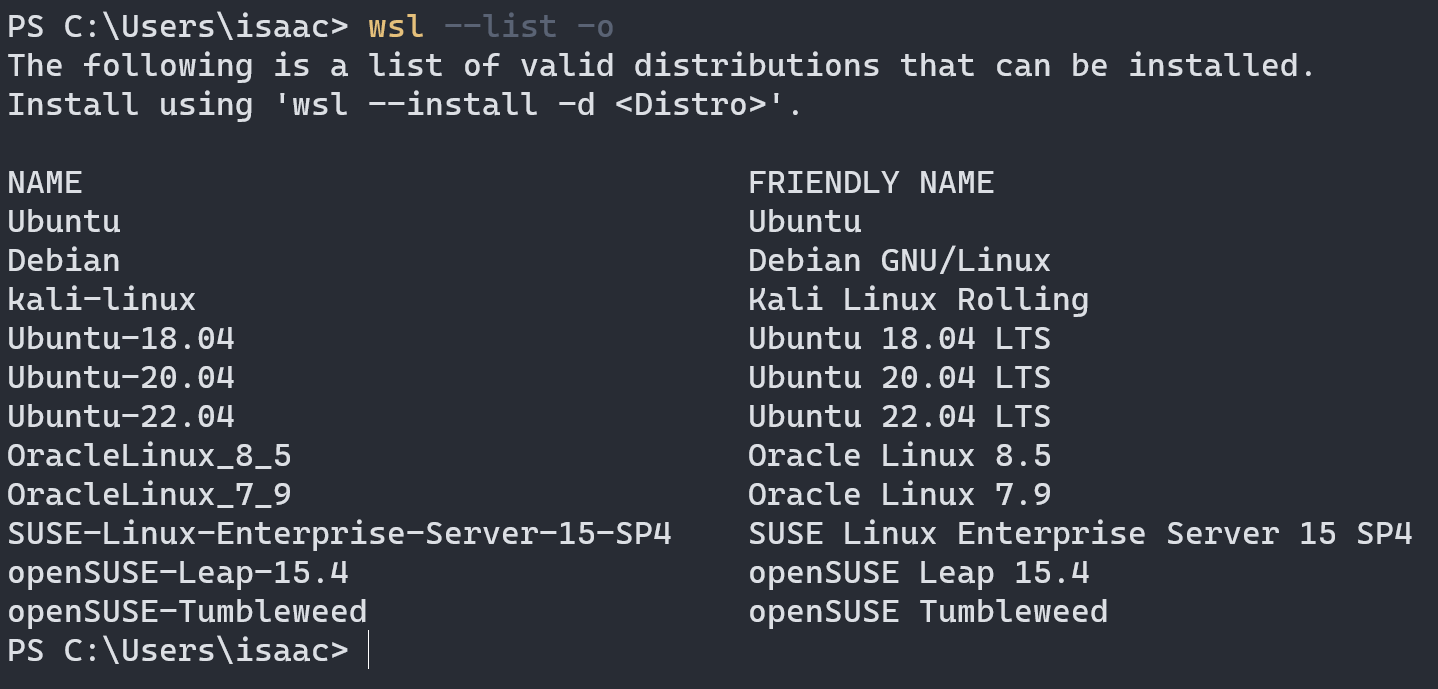 PS C:\Users\isaac> wsl --list -o
The following is a list of valid distributions that can be installed.
Install using 'wsl --install -d <Distro>'.

NAME                                   FRIENDLY NAME
Ubuntu                                 Ubuntu
Debian                                 Debian GNU/Linux
kali-linux                             Kali Linux Rolling
Ubuntu-18.04                           Ubuntu 18.04 LTS
Ubuntu-20.04                           Ubuntu 20.04 LTS
Ubuntu-22.04                           Ubuntu 22.04 LTS
OracleLinux_8_5                        Oracle Linux 8.5
OracleLinux_7_9                        Oracle Linux 7.9
SUSE-Linux-Enterprise-Server-15-SP4    SUSE Linux Enterprise Server 15 SP4
openSUSE-Leap-15.4                     openSUSE Leap 15.4
openSUSE-Tumbleweed                    openSUSE Tumbleweed
PS C:\Users\isaac>